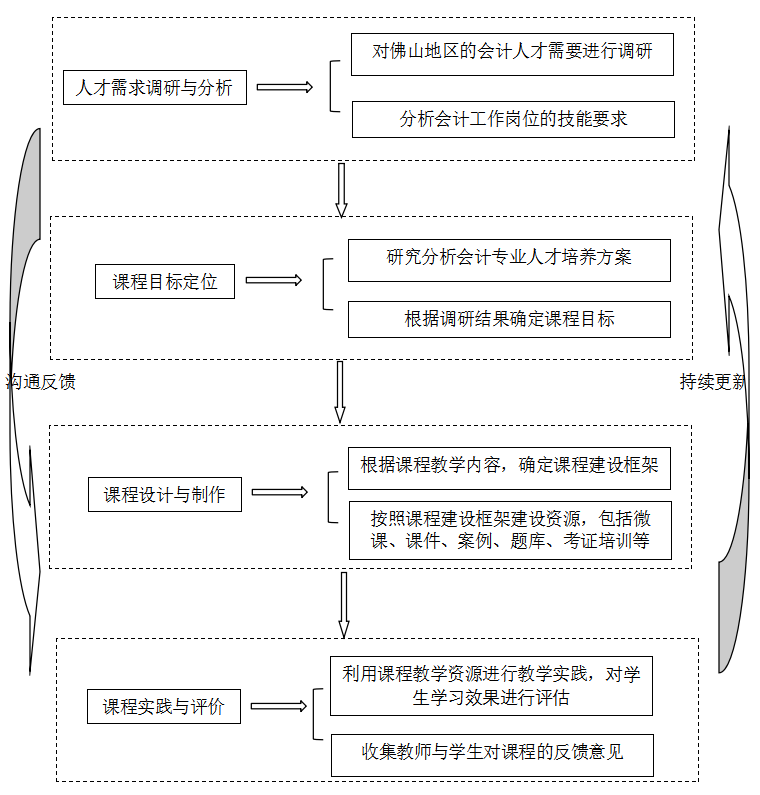 对佛山地区的会计人才需要进行调研
人才需求调研与分析
分析会计工作岗位的技能要求
研究分析会计专业人才培养方案
课程目标定位
根据调研结果确定课程目标
沟通反馈
持续更新
根据课程教学内容，确定课程建设框架
课程设计与制作
按照课程建设框架建设资源，包括微
课、课件、案例、题库、考证培训等
利用课程教学资源进行教学实践，对学
生学习效果进行评估
课程实践与评价
收集教师与学生对课程的反馈意见